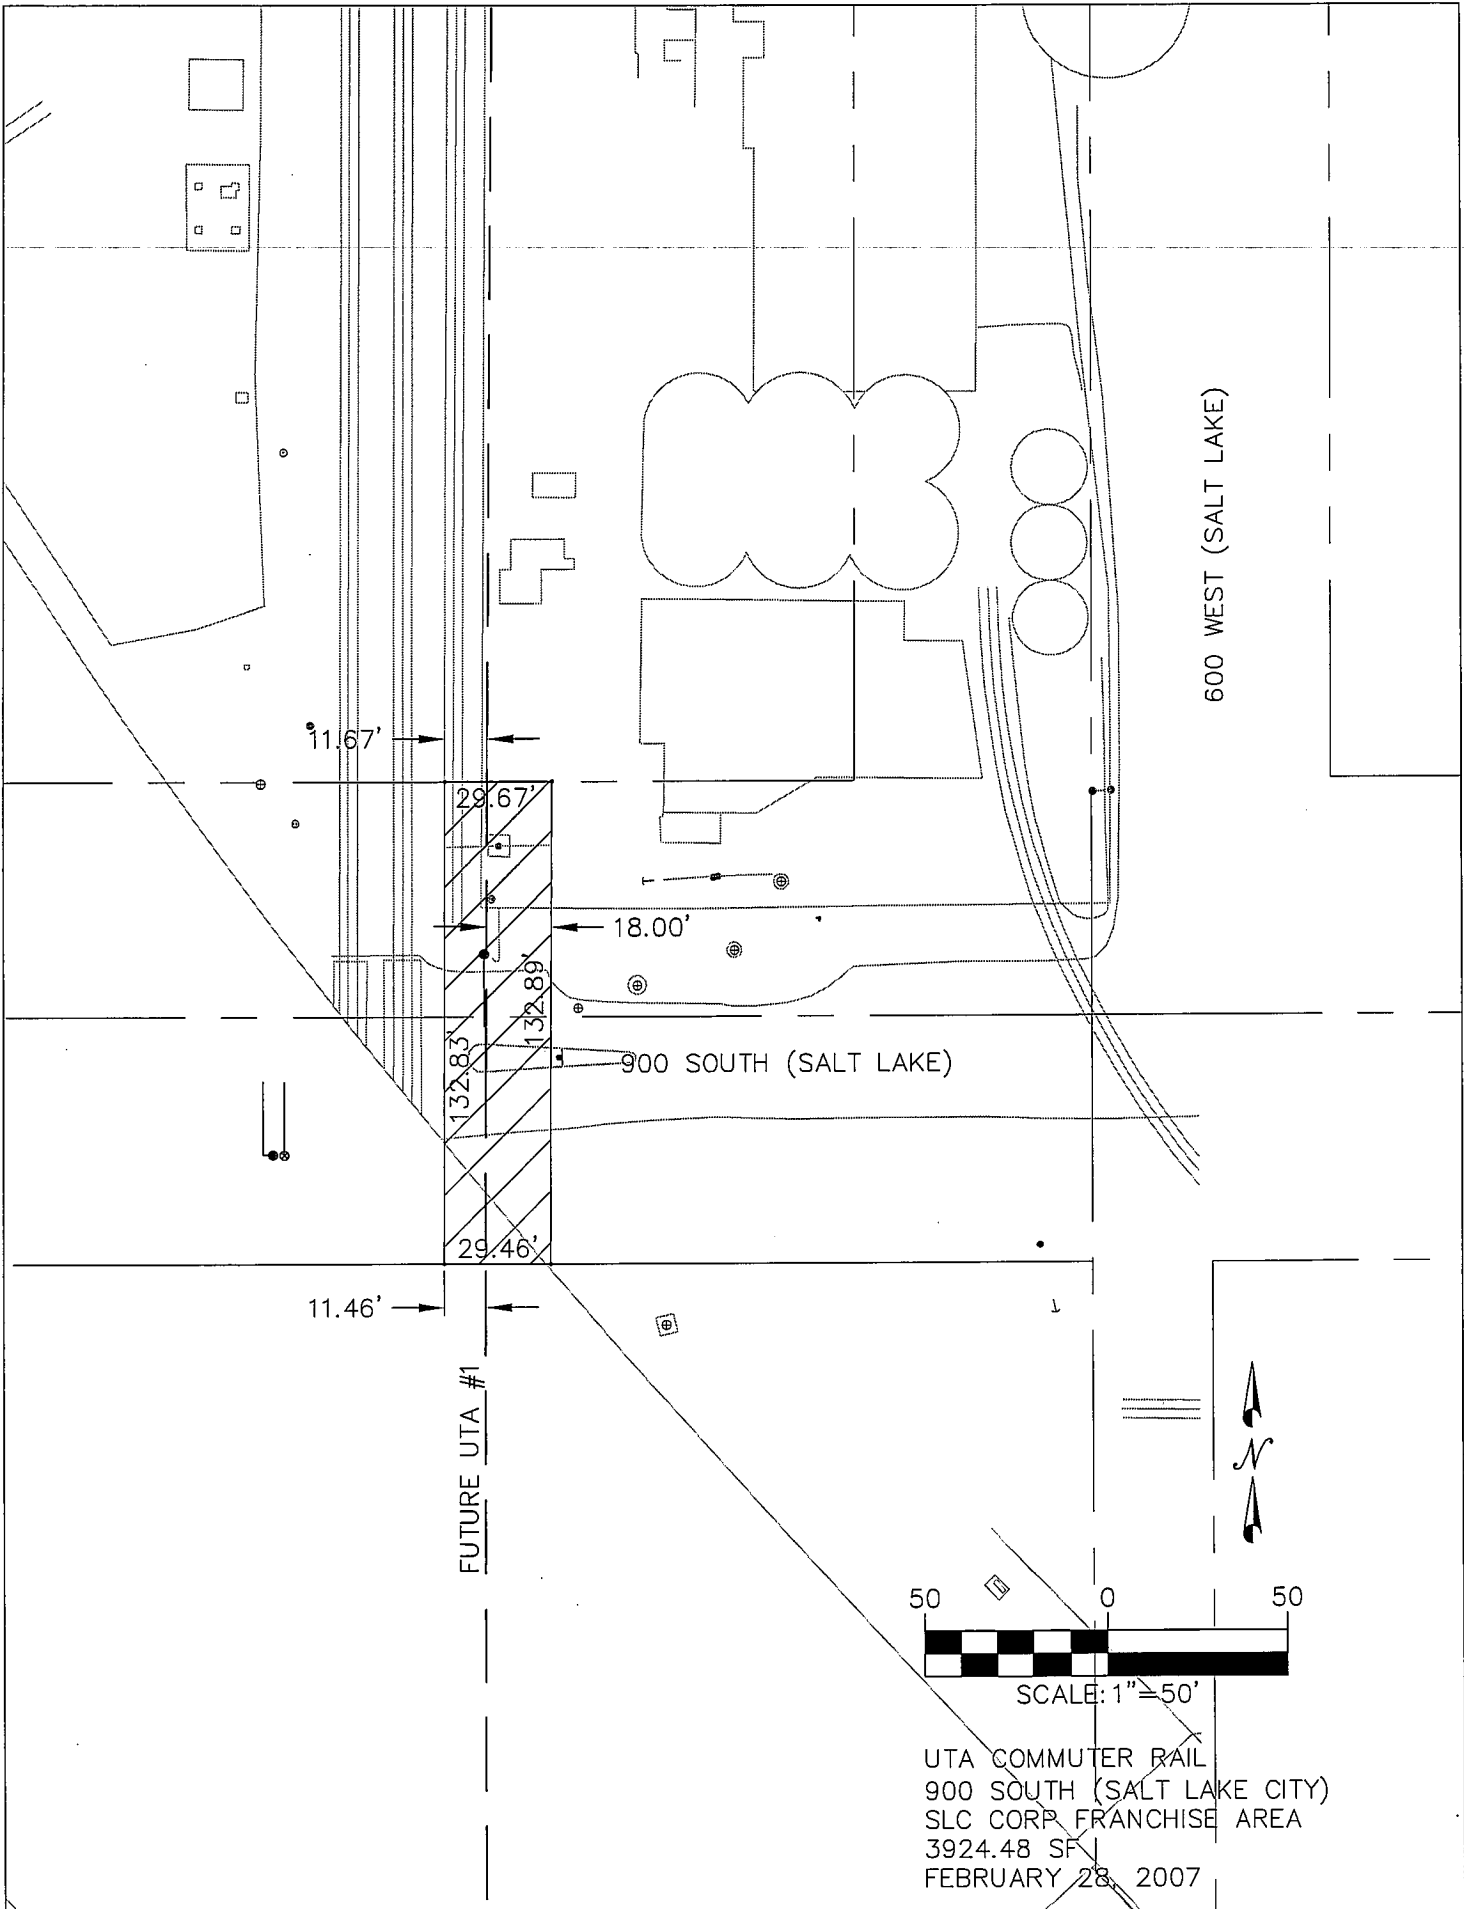 600 WEST (SALT LAKE)
11.67'
29.67'
18.00'
132.89'
132.83'
900 SOUTH (SALT LAKE)
29.46'
11.46'
FUTURE UTA #1
N
50 0 50
SCALE: 1"=50'
UTA COMMUTER RAIL
900 SOUTH (SALT LAKE CITY)
SLC CORP FRANCHISE AREA
3924.48 SF
FEBRUARY 28, 2007